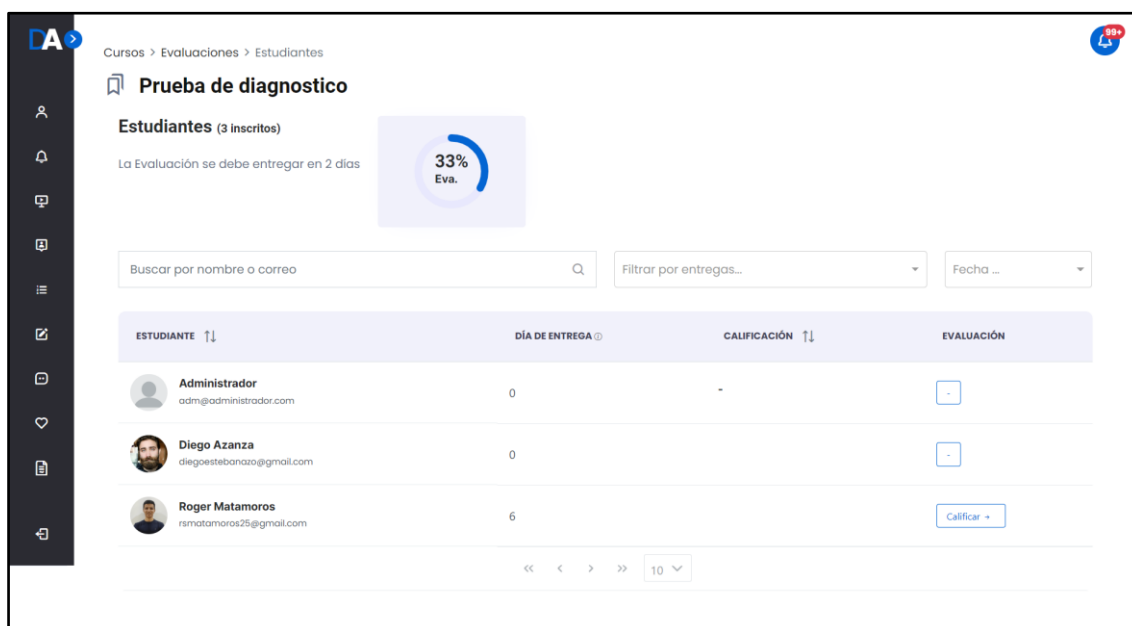 DA
99+
Cursos > Evaluaciones > Estudiantes
Prueba de diagnostico
Estudiantes (3 inscritos)
La Evaluación se debe entregar en 2 días
33%
Eva.
Buscar por nombre o correo
Filtrar por entregas...
Fecha ...
ESTUDIANTE DÍA DE ENTREGA CALIFICACIÓN EVALUACIÓN
Administrador
adm@administrador.com
0 - -
Diego Azanza
diegoestebanazo@gmail.com
0 -
Roger Matamoros
rsmatamoros25@gmail.com
6 Calificar →
<< < > >> 10